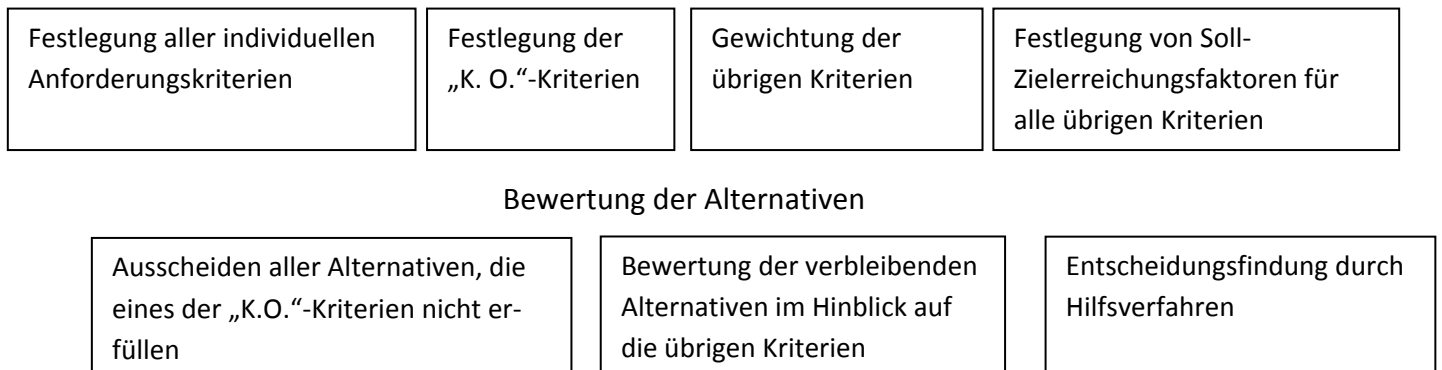 Festlegung aller individuellen
Anforderungskriterien
Festlegung der
„K. O.“-Kriterien
Gewichtung der
übrigen Kriterien
Festlegung von Soll-
Zielerreichungsfaktoren für
alle übrigen Kriterien
Bewertung der Alternativen
Ausscheiden aller Alternativen, die
eines der „K.O.“-Kriterien nicht er-
füllen
Bewertung der verbleibenden
Alternativen im Hinblick auf
die übrigen Kriterien
Entscheidungsfindung durch
Hilfsverfahren